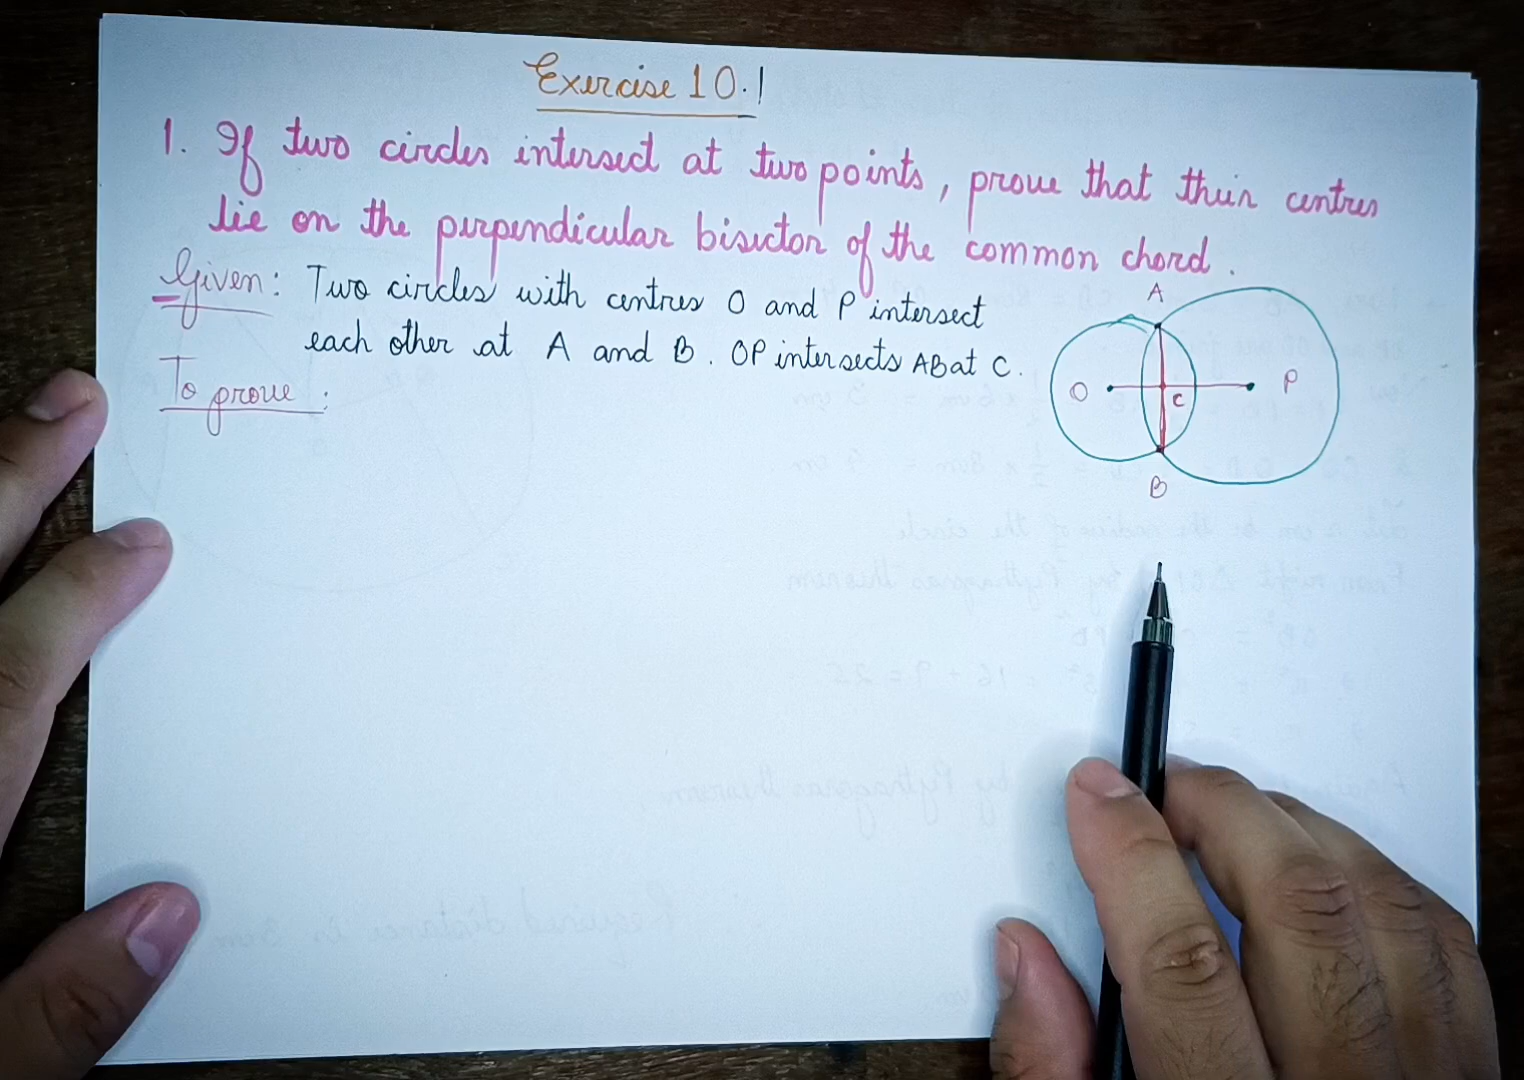 Exercise 10.1
1. If two circles intersect at two points, prove that their centres
lie on the perpendicular bisector of the common chord.
Given: Two circles with centres O and P intersect
each other at A and B. OP intersects AB at C.
To prove:
A
O
C
P
B